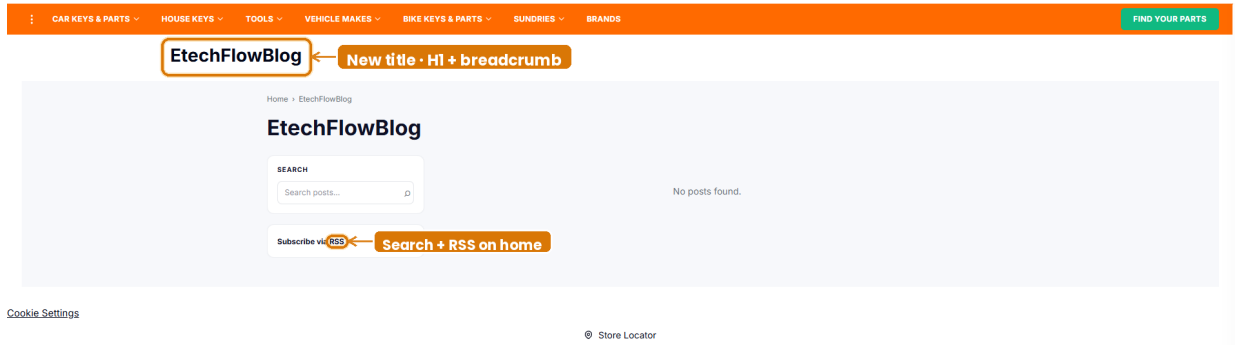 CAR KEYS & PARTS HOUSE KEYS TOOLS VEHICLE MAKES BIKE KEYS & PARTS SUNDRIES BRANDS FIND YOUR PARTS
EtechFlowBlog New title · H1 + breadcrumb
Home › EtechFlowBlog
EtechFlowBlog
SEARCH
Search posts...
No posts found.
Subscribe via RSS Search + RSS on home
Cookie Settings
Store Locator